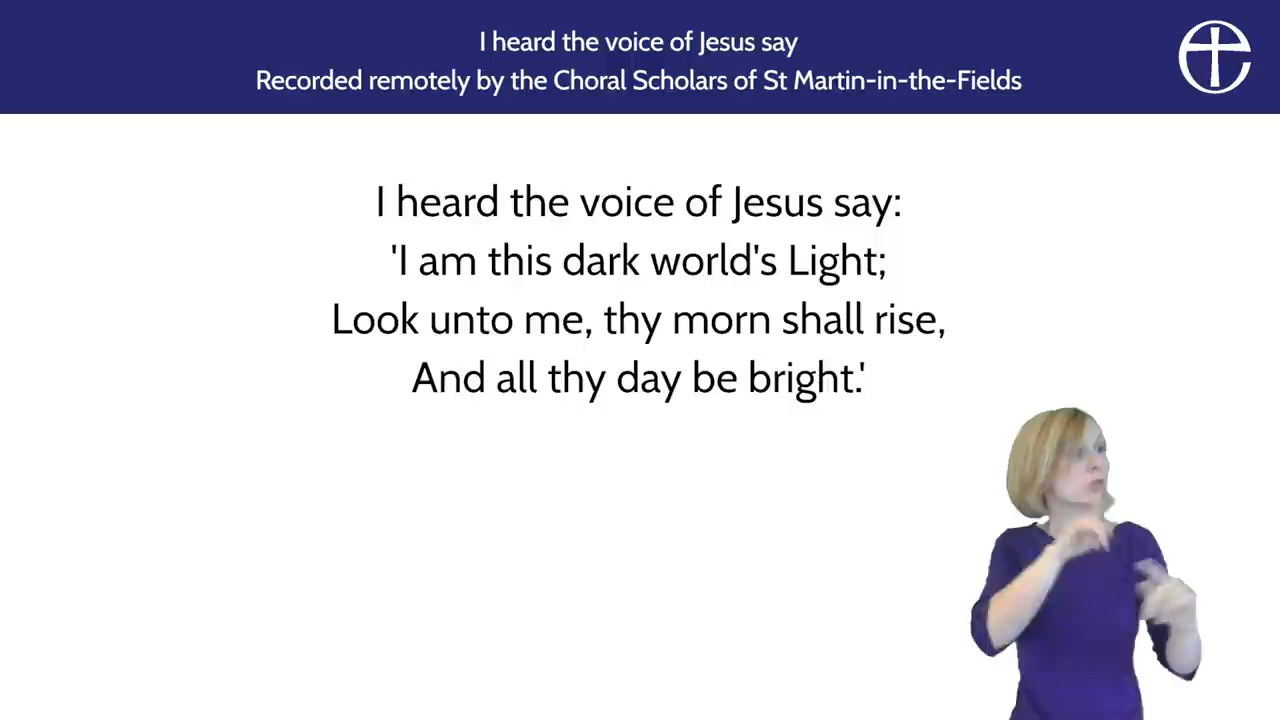 I heard the voice of Jesus say
Recorded remotely by the Choral Scholars of St Martin-in-the-Fields
I heard the voice of Jesus say:
'I am this dark world's Light;
Look unto me, thy morn shall rise,
And all thy day be bright.'